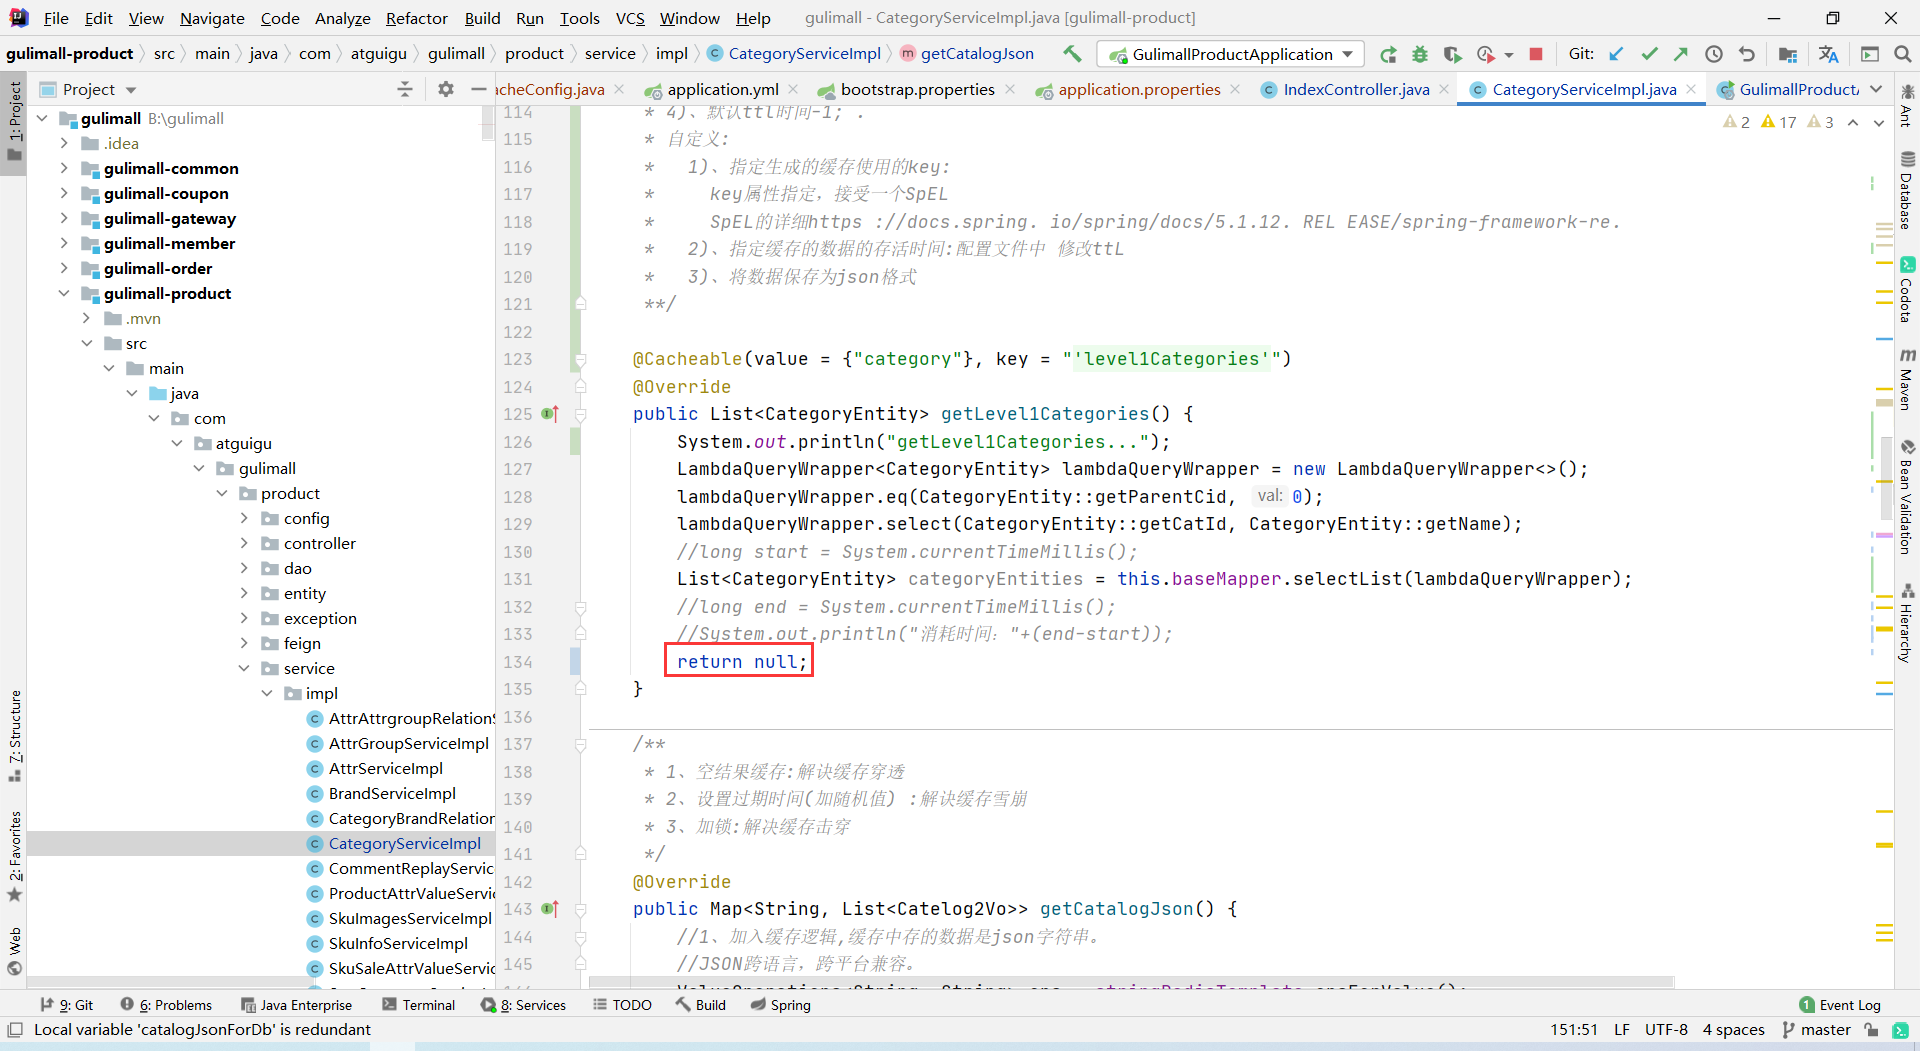 File Edit View Navigate Code Analyze Refactor Build Run Tools VCS Window Help gulimall - CategoryServiceImpl.java [gulimall-product]
gulimall-product src main java com atguigu gulimall product service impl CategoryServiceImpl getCatalogJson GulimallProductApplication Git:
Project
acheConfig.java application.yml bootstrap.properties application.properties IndexController.java CategoryServiceImpl.java GulimallProductA
2 17 3
gulimall B:\gulimall
.idea
gulimall-common
gulimall-coupon
gulimall-gateway
gulimall-member
gulimall-order
gulimall-product
.mvn
src
main
java
com
atguigu
gulimall
product
config
controller
dao
entity
exception
feign
service
impl
AttrAttrgroupRelationS
AttrGroupServiceImpl
AttrServiceImpl
BrandServiceImpl
CategoryBrandRelation
CategoryServiceImpl
CommentReplayServic
ProductAttrValueServic
SkuImagesServiceImpl
SkuInfoServiceImpl
SkuSaleAttrValueServic
114 * 4)、默认ttl时间-1; .
115 * 自定义:
116 * 1)、指定生成的缓存使用的key:
117 * key属性指定, 接受一个SpEL
118 * SpEL的详细https ://docs.spring. io/spring/docs/5.1.12. REL EASE/spring-framework-re.
119 * 2)、指定缓存的数据的存活时间:配置文件中 修改ttL
120 * 3)、将数据保存为json格式
121 **/
122
123 @Cacheable(value = {"category"}, key = "'level1Categories'")
124 @Override
125 public List<CategoryEntity> getLevel1Categories() {
126 System.out.println("getLevel1Categories...");
127 LambdaQueryWrapper<CategoryEntity> lambdaQueryWrapper = new LambdaQueryWrapper<>();
128 lambdaQueryWrapper.eq(CategoryEntity::getParentCid, val: 0);
129 lambdaQueryWrapper.select(CategoryEntity::getCatId, CategoryEntity::getName);
130 //long start = System.currentTimeMillis();
131 List<CategoryEntity> categoryEntities = this.baseMapper.selectList(lambdaQueryWrapper);
132 //long end = System.currentTimeMillis();
133 //System.out.println("消耗时间: "+(end-start));
134 return null;
135 }
136
137 /**
138 * 1、空结果缓存:解决缓存穿透
139 * 2、设置过期时间(加随机值) :解决缓存雪崩
140 * 3、加锁:解决缓存击穿
141 */
142 @Override
143 public Map<String, List<Catelog2Vo>> getCatalogJson() {
144 //1、加入缓存逻辑,缓存中存的数据是json字符串。
145 //JSON跨语言, 跨平台兼容。
1: Project
7: Structure
2: Favorites
Web
Ant
Database
Codota
Maven
Bean Validation
Hierarchy
9: Git 6: Problems Java Enterprise Terminal 8: Services TODO Build Spring 1 Event Log
Local variable 'catalogJsonForDb' is redundant 151:51 LF UTF-8 4 spaces master